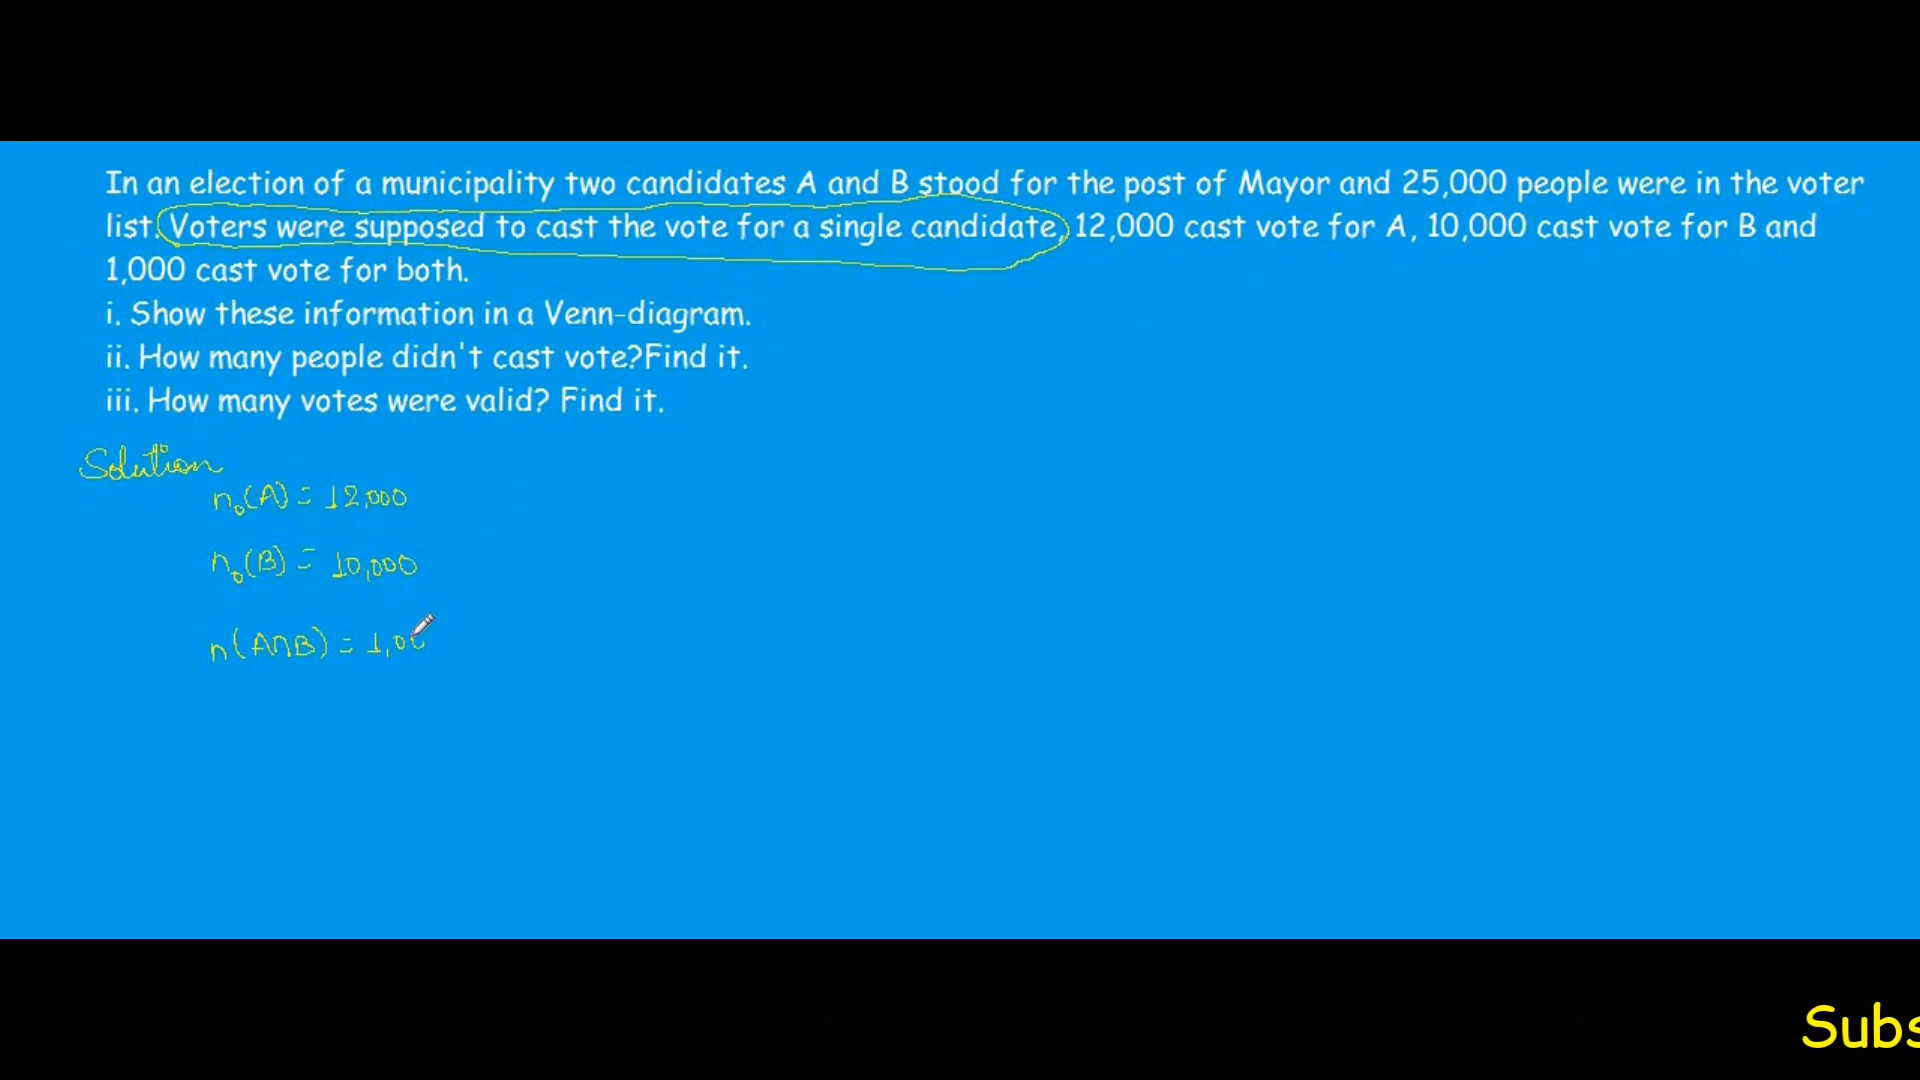 In an election of a municipality two candidates A and B stood for the post of Mayor and 25,000 people were in the voter
list. Voters were supposed to cast the vote for a single candidate, 12,000 cast vote for A, 10,000 cast vote for B and
1,000 cast vote for both.
i. Show these information in a Venn-diagram.
ii. How many people didn't cast vote?Find it.
iii. How many votes were valid? Find it.
Solution
n₀(A) = 12,000
n₀(B) = 10,000
n(A∩B) = 1,00
Subs